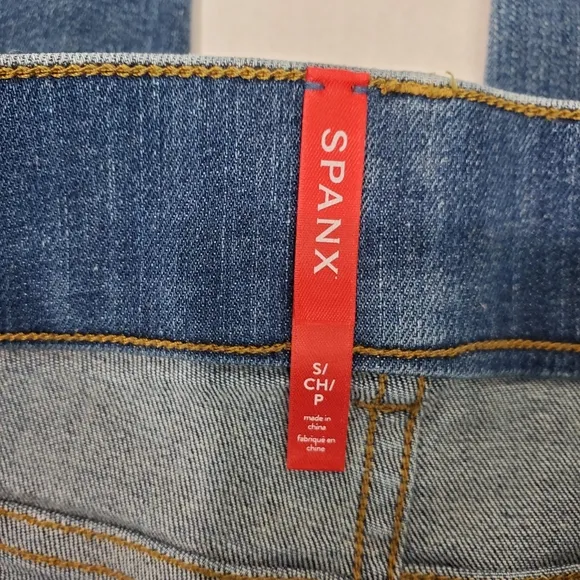 SPANX
S/
CH/
P
made in
china
fabriqué en
chine